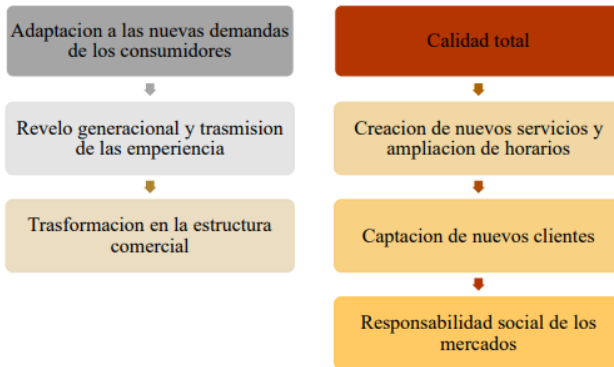 Adaptacion a las nuevas demandas
de los consumidores
Revelo generacional y trasmision
de las emperiencia
Trasformacion en la estructura
comercial
Calidad total
Creacion de nuevos servicios y
ampliacion de horarios
Captacion de nuevos clientes
Responsabilidad social de los
mercados